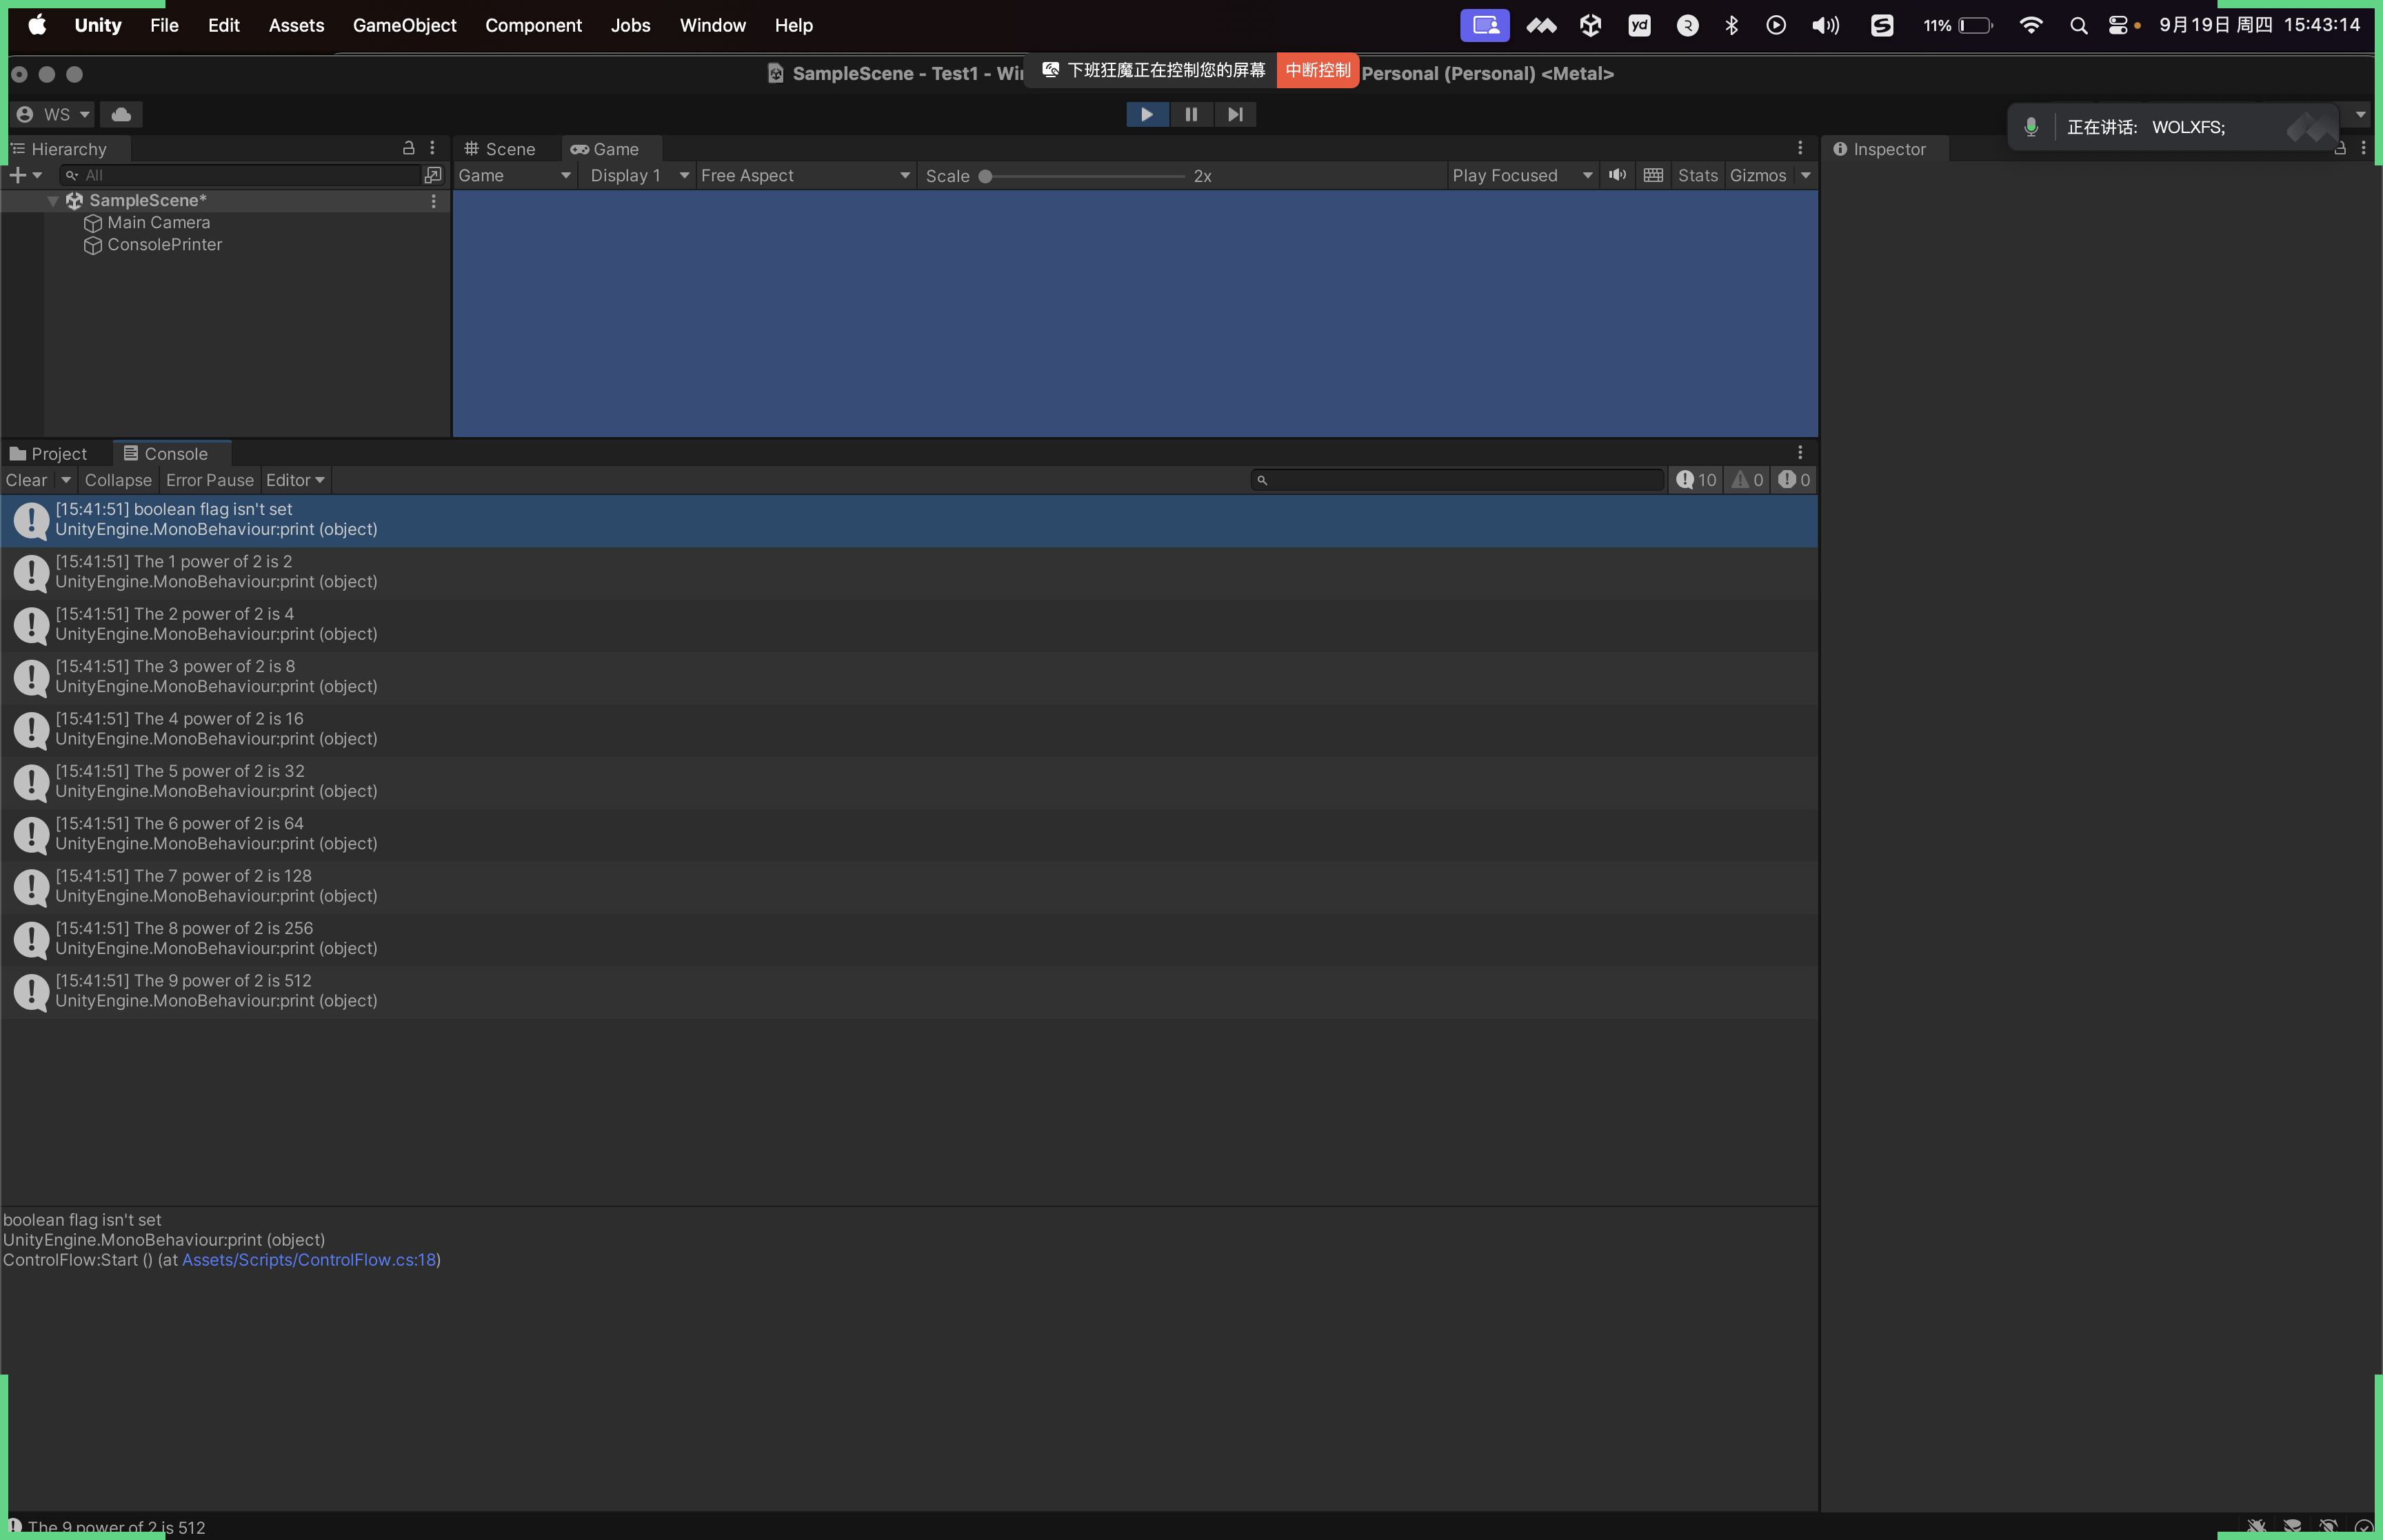 Unity File Edit Assets GameObject Component Jobs Window Help yd R S 11% 9月19日 周四 15:43:14
SampleScene - Test1 - Wi 下班狂魔正在控制您的屏幕 中断控制 Personal (Personal) <Metal>
WS
正在讲话: WOLXFS;
Hierarchy
Scene Game
Inspector
All
Game Display 1 Free Aspect Scale 2x Play Focused Stats Gizmos
SampleScene*
Main Camera
ConsolePrinter
Project Console
Clear Collapse Error Pause Editor 10 0 0
[15:41:51] boolean flag isn't set
UnityEngine.MonoBehaviour:print (object)
[15:41:51] The 1 power of 2 is 2
UnityEngine.MonoBehaviour:print (object)
[15:41:51] The 2 power of 2 is 4
UnityEngine.MonoBehaviour:print (object)
[15:41:51] The 3 power of 2 is 8
UnityEngine.MonoBehaviour:print (object)
[15:41:51] The 4 power of 2 is 16
UnityEngine.MonoBehaviour:print (object)
[15:41:51] The 5 power of 2 is 32
UnityEngine.MonoBehaviour:print (object)
[15:41:51] The 6 power of 2 is 64
UnityEngine.MonoBehaviour:print (object)
[15:41:51] The 7 power of 2 is 128
UnityEngine.MonoBehaviour:print (object)
[15:41:51] The 8 power of 2 is 256
UnityEngine.MonoBehaviour:print (object)
[15:41:51] The 9 power of 2 is 512
UnityEngine.MonoBehaviour:print (object)
boolean flag isn't set
UnityEngine.MonoBehaviour:print (object)
ControlFlow:Start () (at Assets/Scripts/ControlFlow.cs:18)
The 9 power of 2 is 512